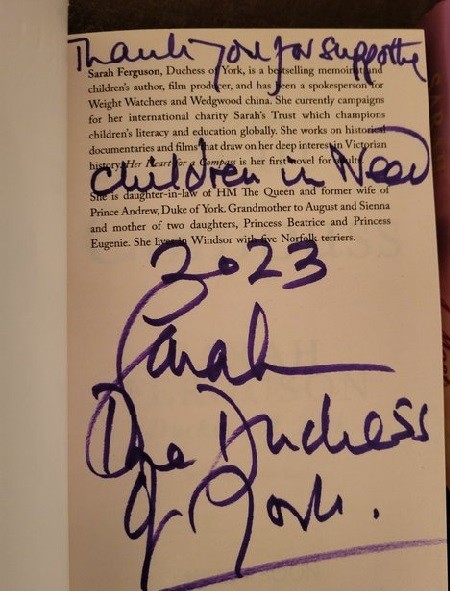 Thank you for supporting
Sarah Ferguson, Duchess of York, is a bestselling memoirist and
children's author, film producer, and has been a spokesperson for
Weight Watchers and Wedgwood china. She currently campaigns
for her international charity Sarah's Trust which champions
children's literacy and education globally. She works on historical
documentaries and films that draw on her deep interest in Victorian
history. Her Heart for a Compass is her first novel for adults.
children in Need
She is daughter-in-law of HM The Queen and former wife of
Prince Andrew, Duke of York. Grandmother to August and Sienna
and mother of two daughters, Princess Beatrice and Princess
Eugenie. She lives in Windsor with five Norfolk terriers.
2023
Sarah
The Duchess
of York.